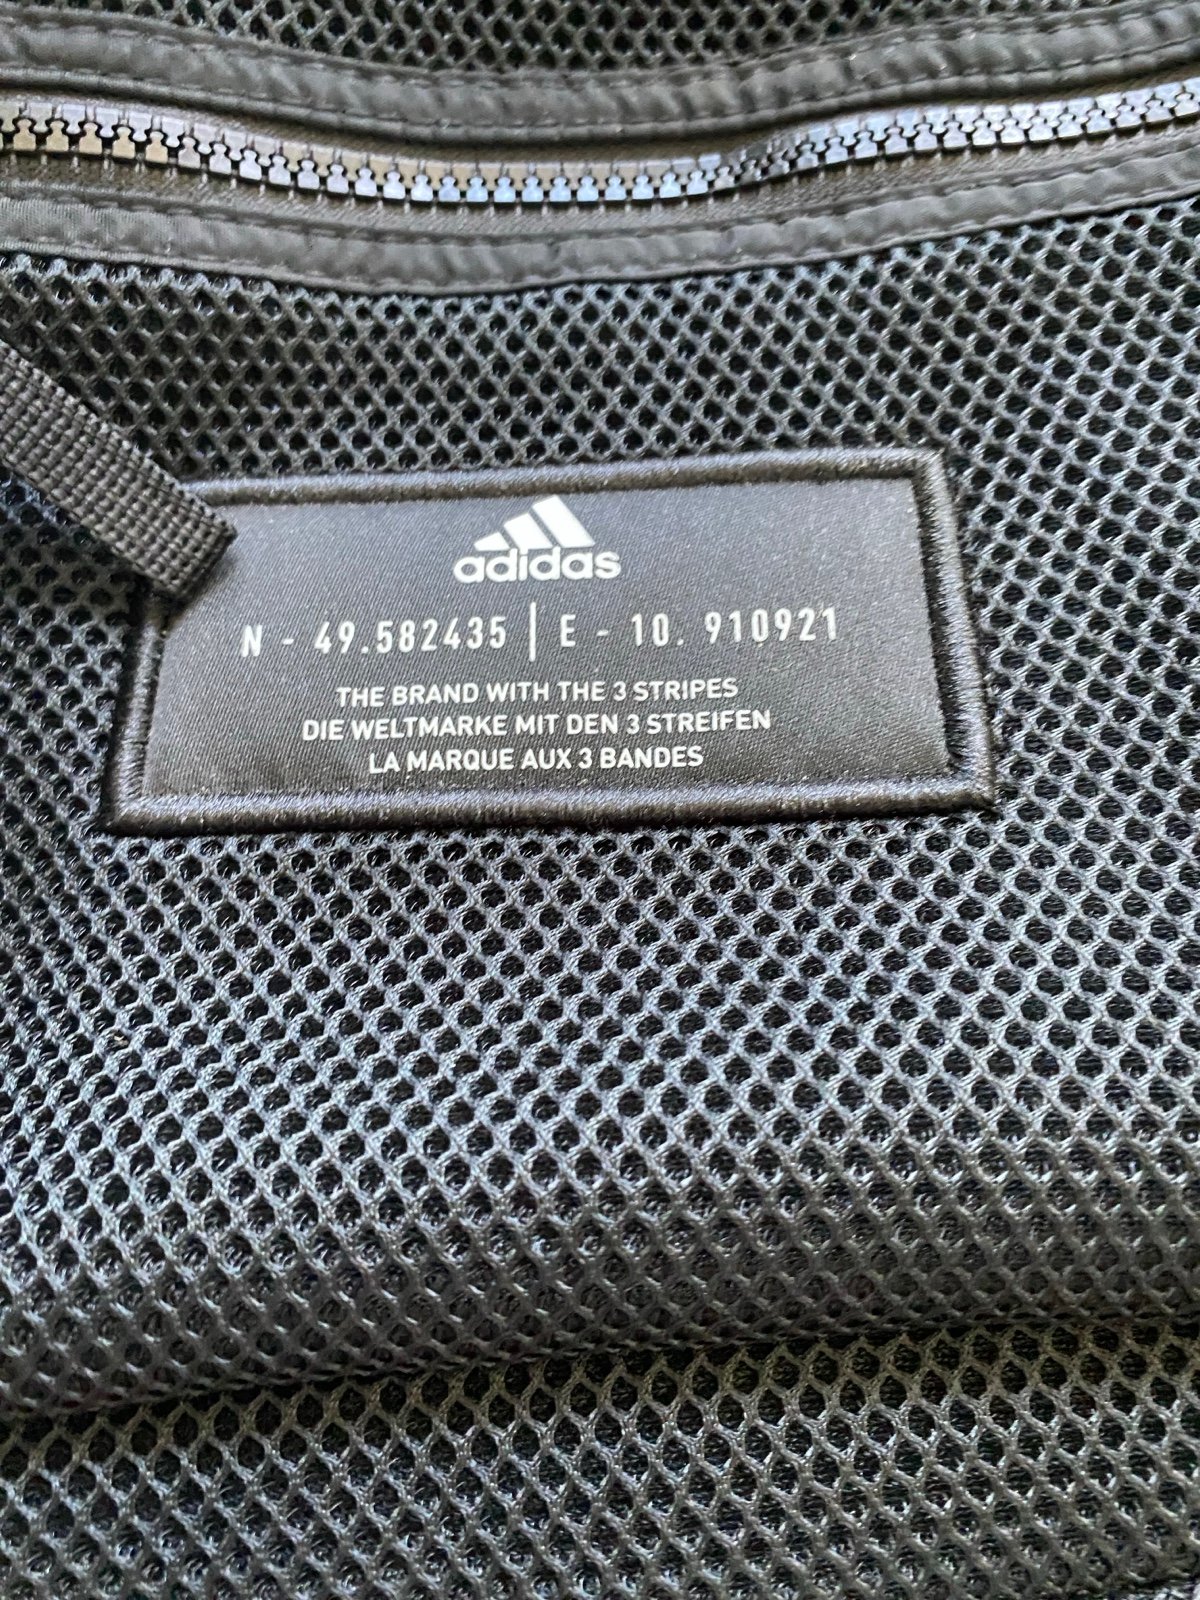 adidas
N - 49.582435 | E - 10. 910921
THE BRAND WITH THE 3 STRIPES
DIE WELTMARKE MIT DEN 3 STREIFEN
LA MARQUE AUX 3 BANDES